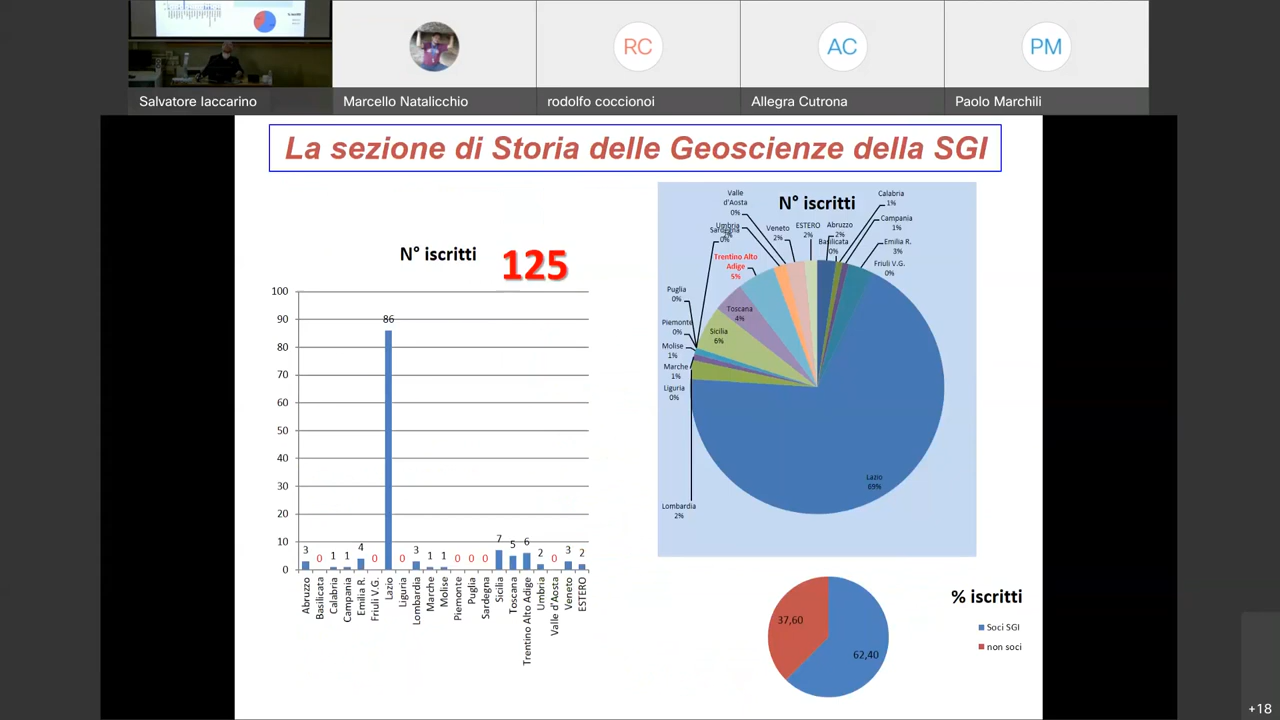 Salvatore Iaccarino
Marcello Natalicchio
RC
rodolfo coccionoi
AC
Allegra Cutrona
PM
Paolo Marchili
La sezione di Storia delle Geoscienze della SGI
N° iscritti
125
100
90
80
70
60
50
40
30
20
10
0
3
0
1
1
4
0
86
0
3
1
1
0
0
0
7
5
6
2
0
3
2
Abruzzo
Basilicata
Calabria
Campania
Emilia R.
Friuli V.G.
Lazio
Liguria
Lombardia
Marche
Molise
Piemonte
Puglia
Sardegna
Sicilia
Toscana
Trentino Alto Adige
Umbria
Valle d'Aosta
Veneto
ESTERO
N° iscritti
Valle
d'Aosta
0%
Umbria
Sardegna
0%
Veneto
2%
ESTERO
2%
Abruzzo
2%
Basilicata
0%
Calabria
1%
Campania
1%
Emilia R.
3%
Friuli V.G.
0%
Trentino Alto
Adige
5%
Puglia
0%
Toscana
4%
Piemonte
0%
Sicilia
6%
Molise
1%
Marche
1%
Liguria
0%
Lazio
69%
Lombardia
2%
% iscritti
37,60
62,40
Soci SGI
non soci
+18